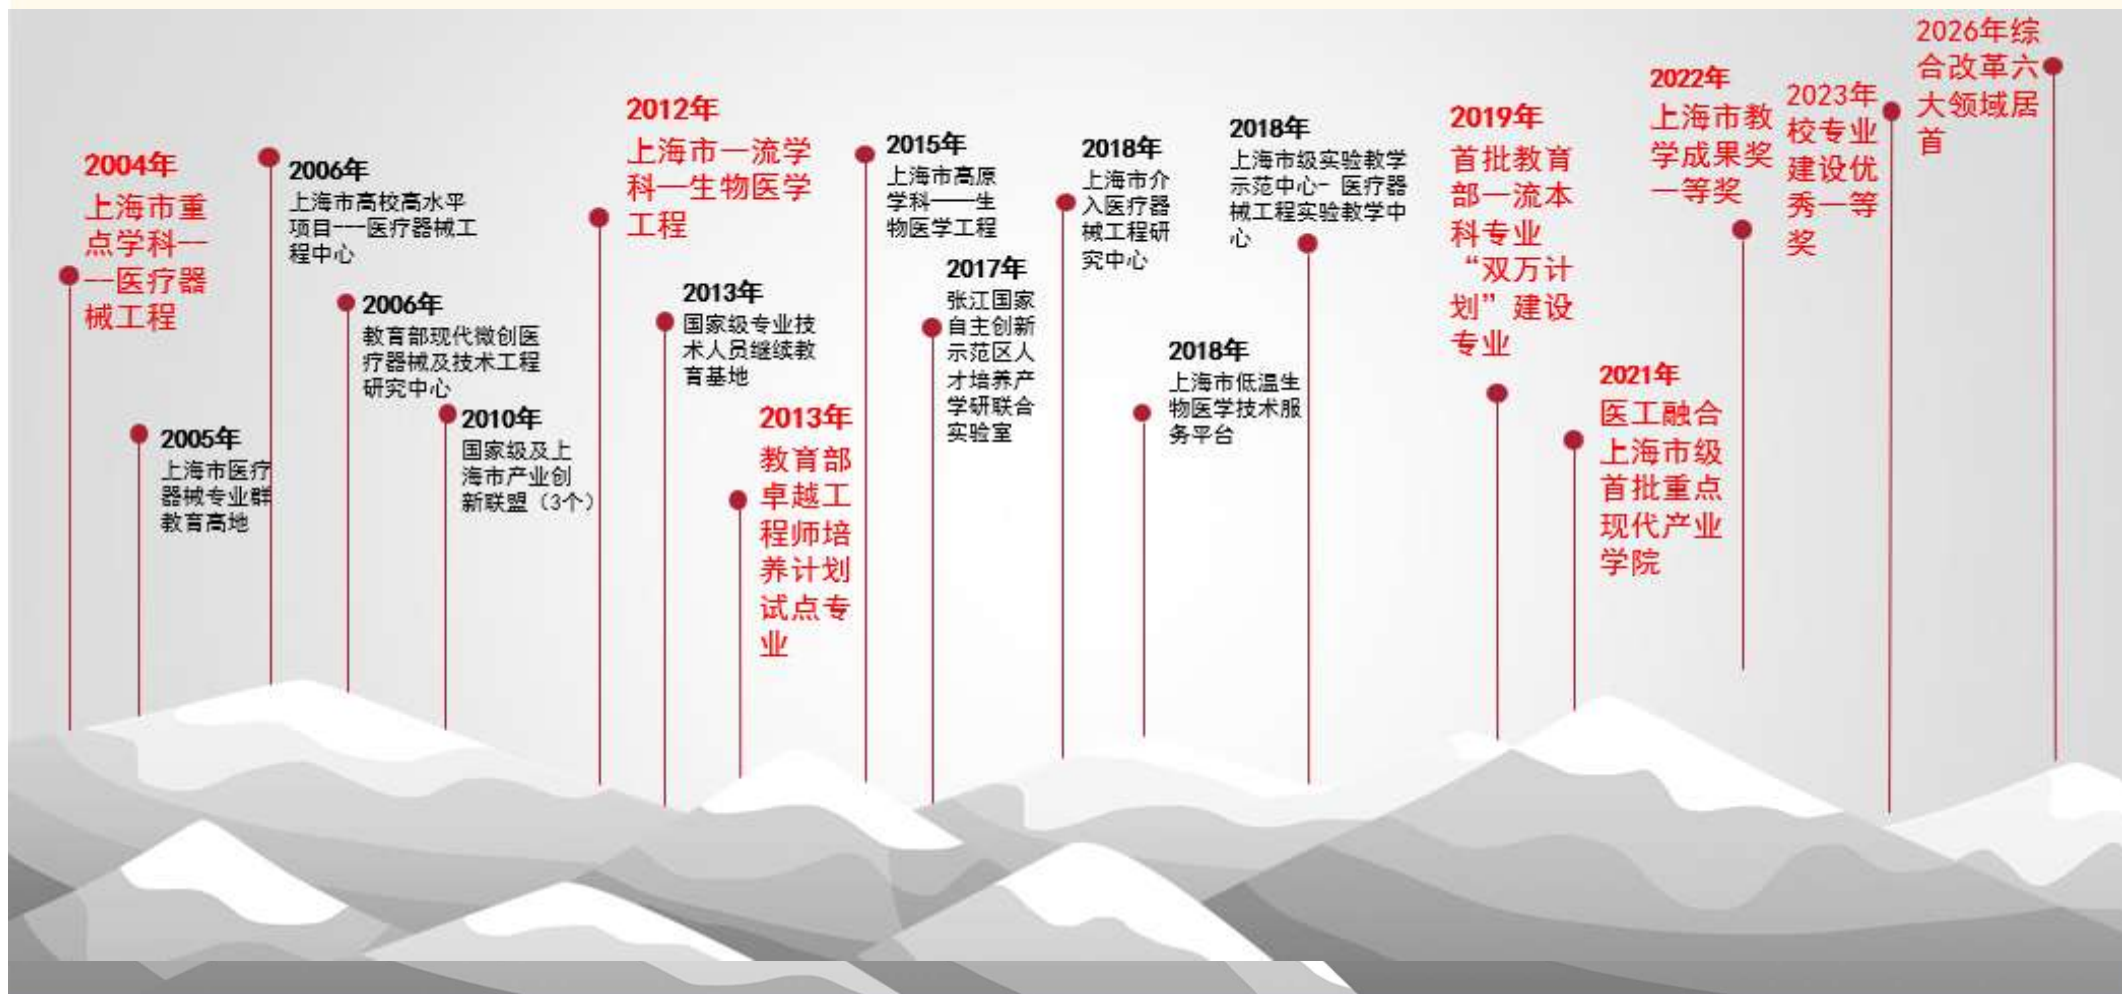 2004年
上海市重
点学科—
—医疗器
械工程
2005年
上海市医疗
器械专业群
教育高地
2006年
上海市高校高水平
项目---医疗器械工
程中心
2006年
教育部现代微创医
疗器械及技术工程
研究中心
2010年
国家级及上
海市产业创
新联盟（3个）
2012年
上海市一流学
科—生物医学
工程
2013年
国家级专业技
术人员继续教
育基地
2013年
教育部
卓越工
程师培
养计划
试点专
业
2015年
上海市高原
学科——生
物医学工程
2017年
张江国家
自主创新
示范区人
才培养产
学研联合
实验室
2018年
上海市介
入医疗器
械工程研
究中心
2018年
上海市低温生
物医学技术服
务平台
2018年
上海市级实验教学
示范中心- 医疗器
械工程实验教学中
心
2019年
首批教育
部一流本
科专业
“双万计
划”建设
专业
2021年
医工融合
上海市级
首批重点
现代产业
学院
2022年
上海市教
学成果奖
一等奖
2023年
校专业
建设优
秀一等
奖
2026年综
合改革六
大领域居
首